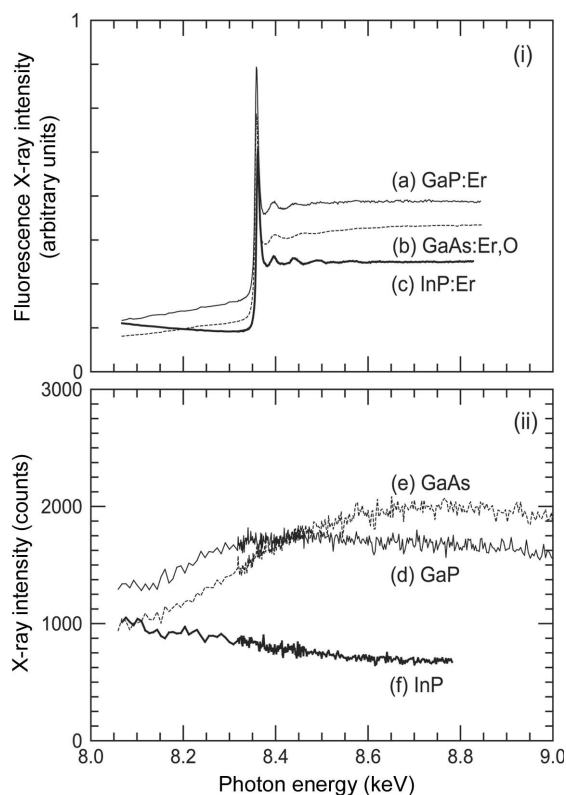 1
(i)
Fluorescence X-ray intensity
(arbitrary units)
(a) GaP:Er
(b) GaAs:Er,O
(c) InP:Er
0
3000
(ii)
(e) GaAs
2000
X-ray intensity (counts)
(d) GaP
1000
(f) InP
0
8.0 8.2 8.4 8.6 8.8 9.0
Photon energy (keV)